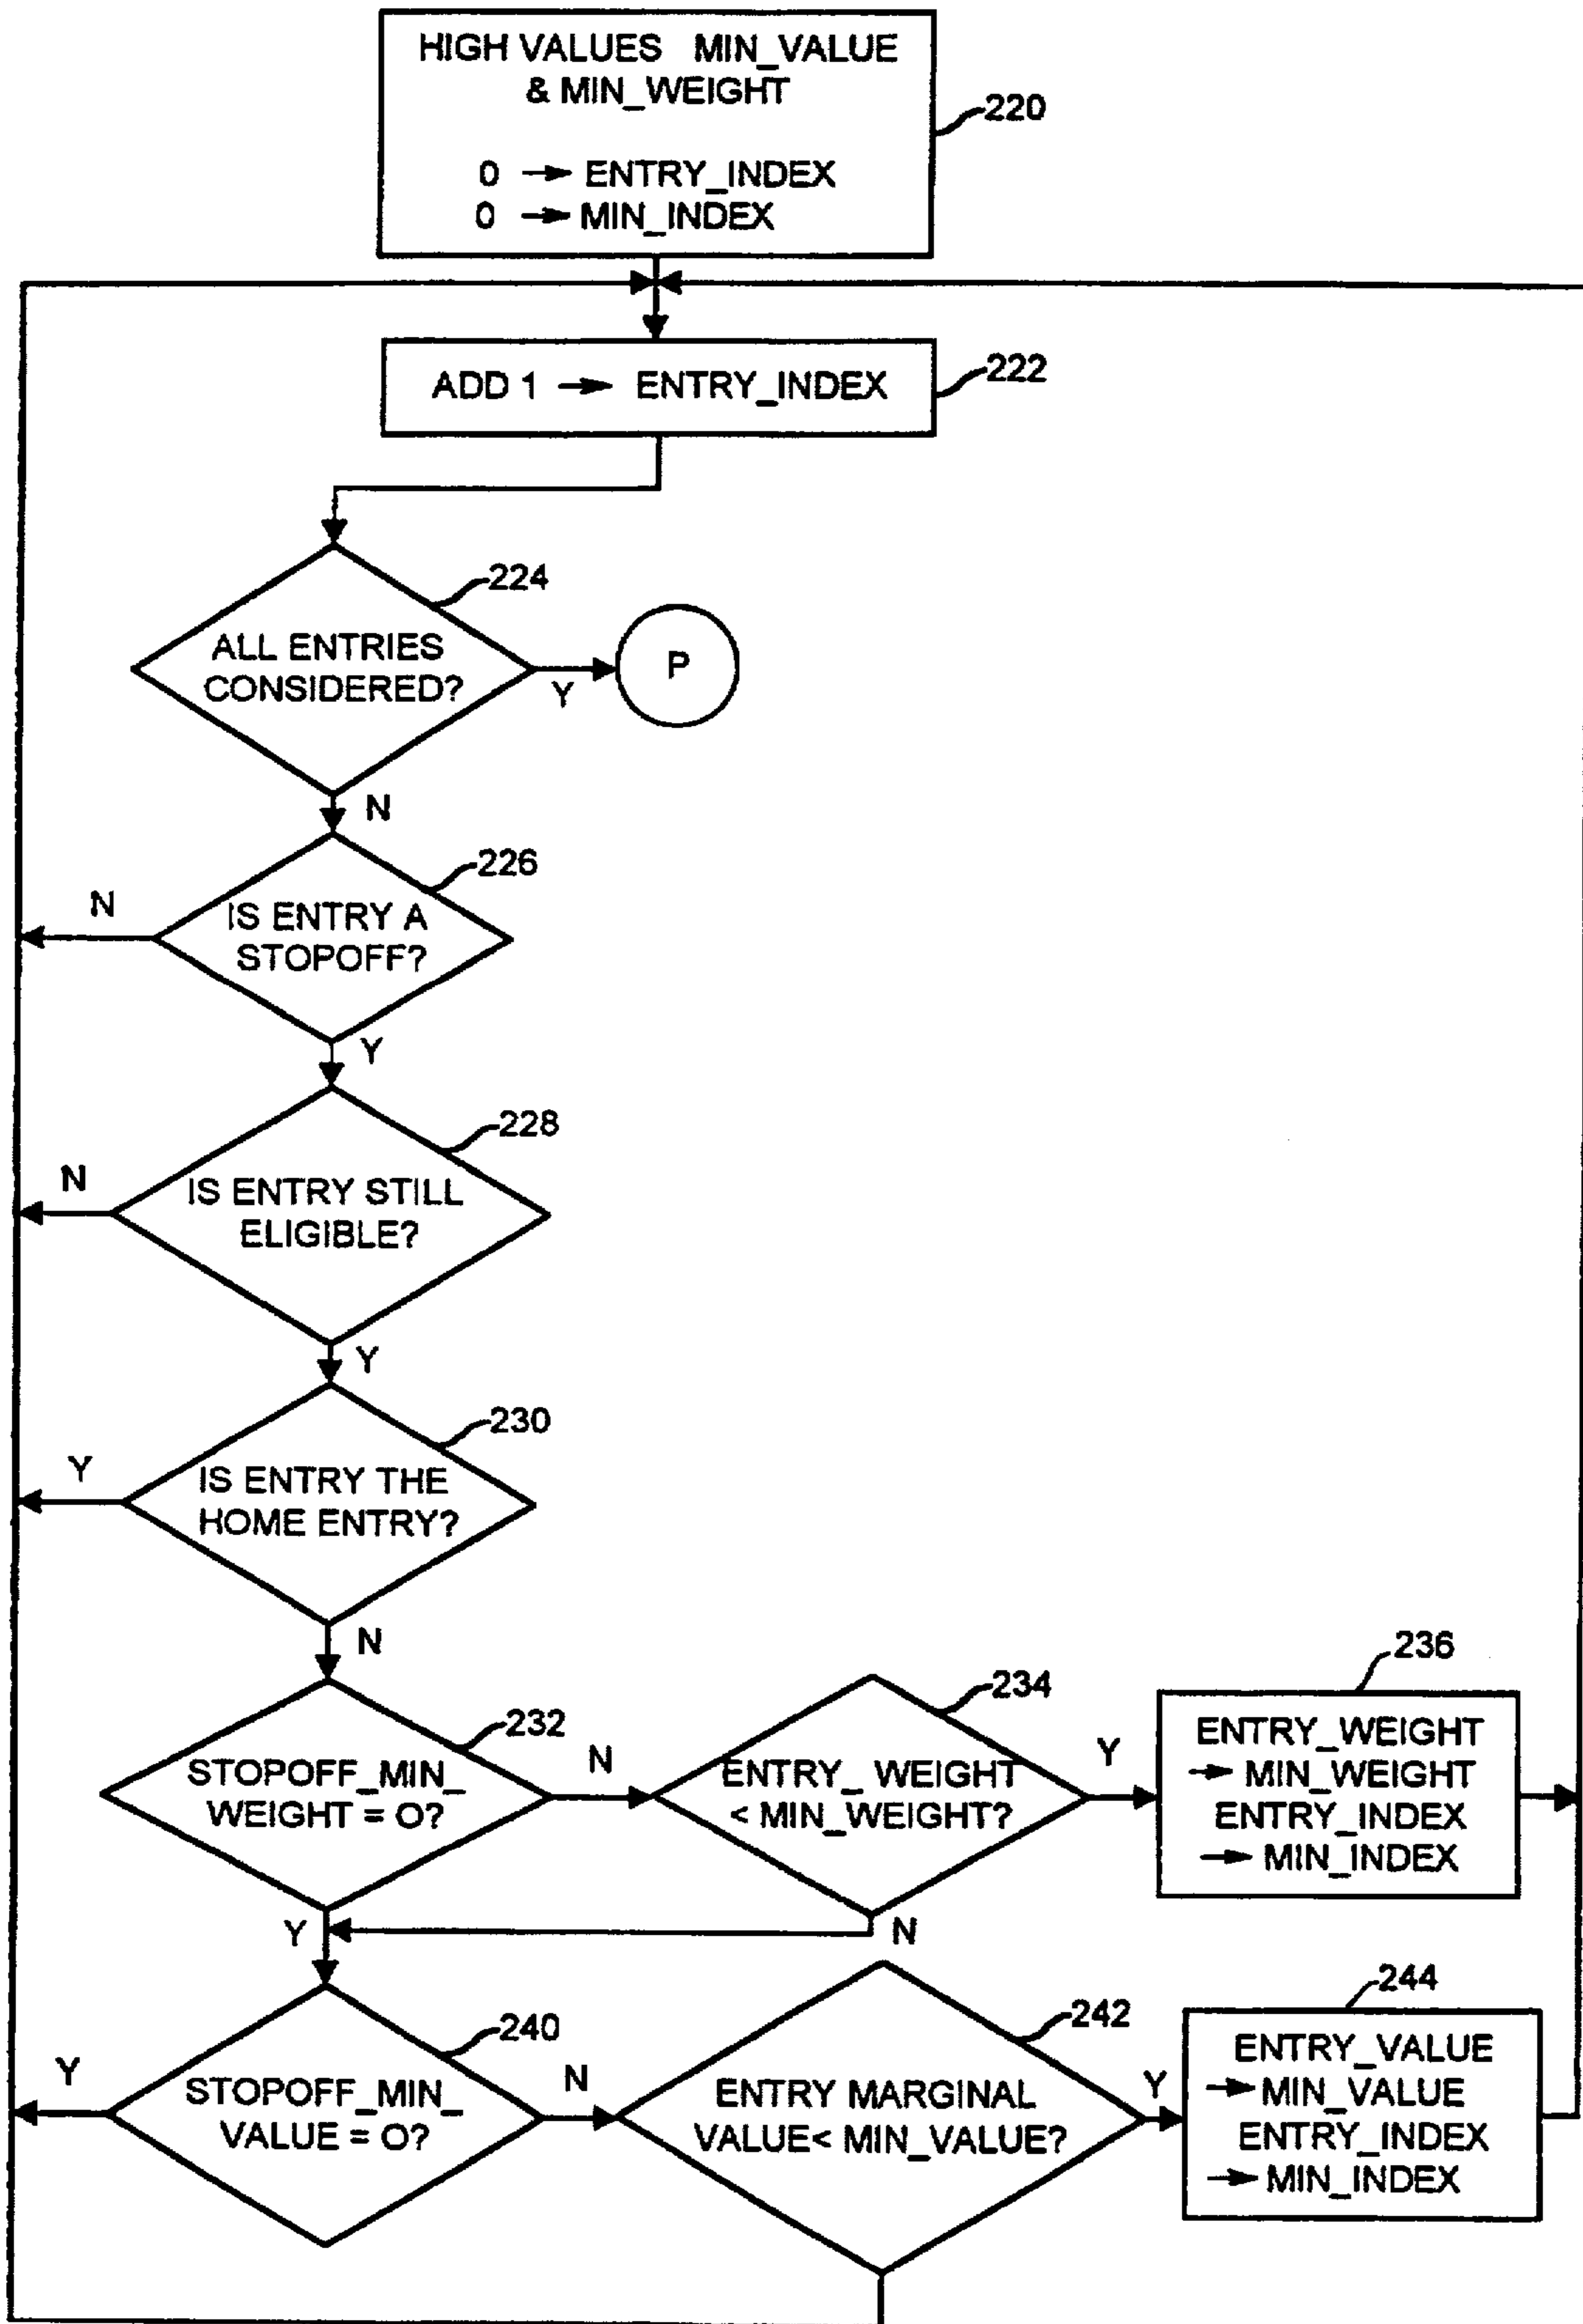 HIGH VALUES MIN_VALUE
& MIN_WEIGHT
0 → ENTRY_INDEX
0 → MIN_INDEX
220
ADD 1 → ENTRY_INDEX
222
224
ALL ENTRIES
CONSIDERED?
Y
P
N
226
IS ENTRY A
STOPOFF?
N
Y
228
IS ENTRY STILL
ELIGIBLE?
N
Y
230
IS ENTRY THE
HOME ENTRY?
Y
N
232
STOPOFF_MIN_
WEIGHT = O?
N
Y
234
ENTRY_ WEIGHT
< MIN_WEIGHT?
Y
N
236
ENTRY_WEIGHT
→ MIN_WEIGHT
ENTRY_INDEX
→ MIN_INDEX
240
STOPOFF_MIN_
VALUE = O?
Y
N
242
ENTRY MARGINAL
VALUE< MIN_VALUE?
Y
244
ENTRY_VALUE
→ MIN_VALUE
ENTRY_INDEX
→ MIN_INDEX